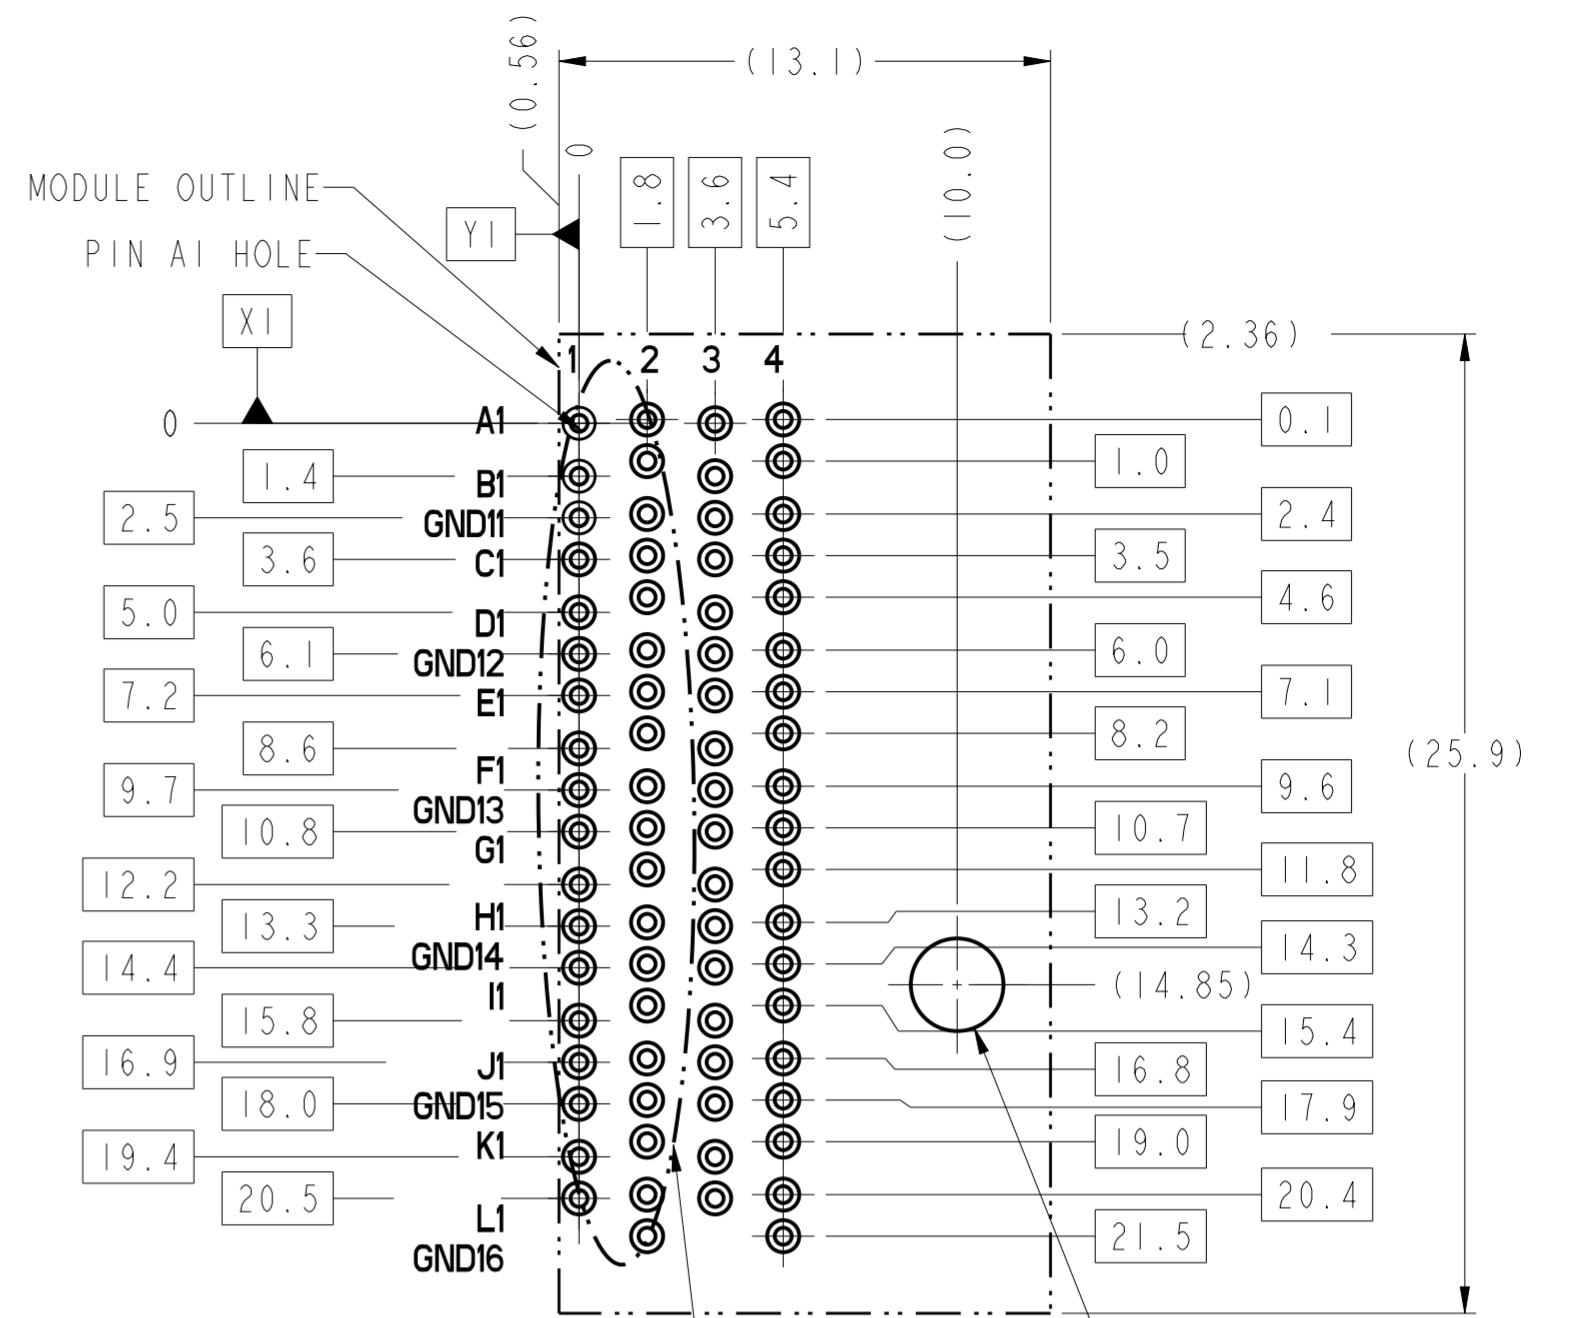 (13.1)
(0.56)
0
1.8
3.6
5.4
(10.0)
MODULE OUTLINE
Y1
PIN A1 HOLE
X1
(2.36)
1 2 3 4
0 A1 0.1
1.4 B1 1.0
2.5 GND11 2.4
3.6 C1 3.5
5.0 D1 4.6
6.1 GND12 6.0
7.2 E1 7.1
8.6 F1 8.2
(25.9)
9.7 GND13 9.6
10.8 G1 10.7
12.2 H1 11.8
13.3 GND14 13.2
14.4 I1 14.3
(14.85)
15.8 J1 15.4
16.9 GND15 16.8
18.0 K1 17.9
19.4 L1 19.0
20.5 GND16 20.4
21.5